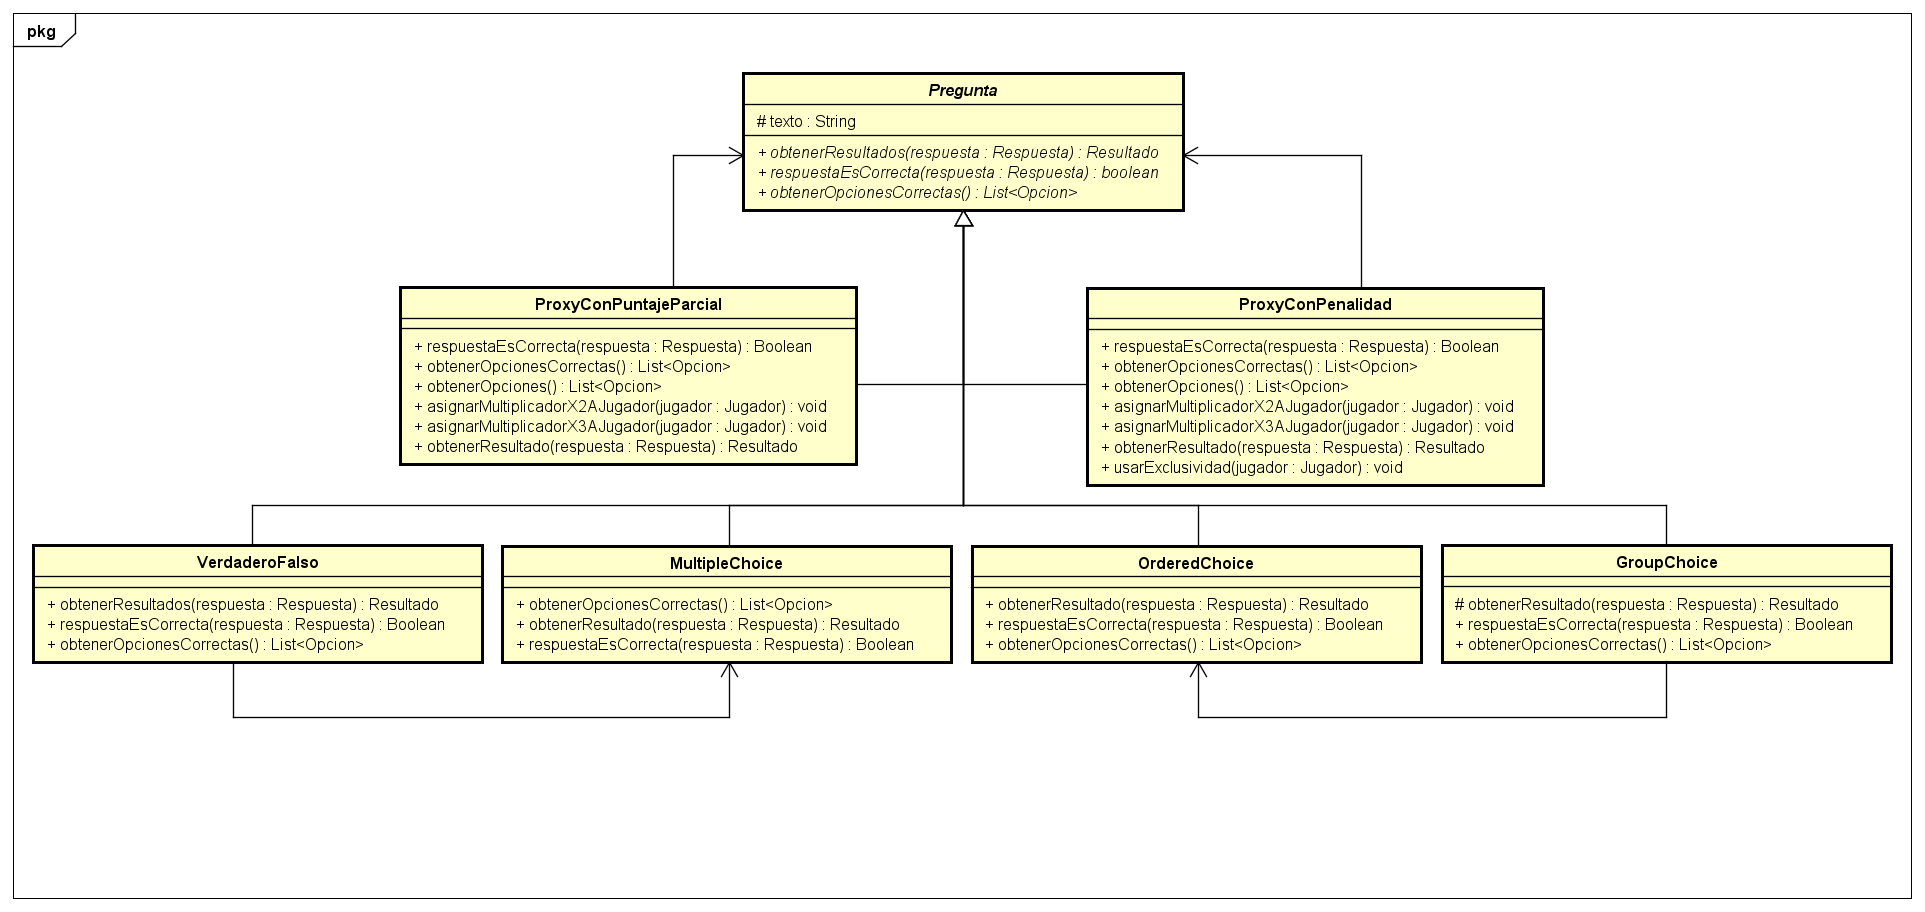 pkg
Pregunta
# texto : String
+ obtenerResultados(respuesta : Respuesta) : Resultado
+ respuestaEsCorrecta(respuesta : Respuesta) : boolean
+ obtenerOpcionesCorrectas() : List<Opcion>
ProxyConPuntajeParcial
+ respuestaEsCorrecta(respuesta : Respuesta) : Boolean
+ obtenerOpcionesCorrectas() : List<Opcion>
+ obtenerOpciones() : List<Opcion>
+ asignarMultiplicadorX2AJugador(jugador : Jugador) : void
+ asignarMultiplicadorX3AJugador(jugador : Jugador) : void
+ obtenerResultado(respuesta : Respuesta) : Resultado
ProxyConPenalidad
+ respuestaEsCorrecta(respuesta : Respuesta) : Boolean
+ obtenerOpcionesCorrectas() : List<Opcion>
+ obtenerOpciones() : List<Opcion>
+ asignarMultiplicadorX2AJugador(jugador : Jugador) : void
+ asignarMultiplicadorX3AJugador(jugador : Jugador) : void
+ obtenerResultado(respuesta : Respuesta) : Resultado
+ usarExclusividad(jugador : Jugador) : void
VerdaderoFalso
+ obtenerResultados(respuesta : Respuesta) : Resultado
+ respuestaEsCorrecta(respuesta : Respuesta) : Boolean
+ obtenerOpcionesCorrectas() : List<Opcion>
MultipleChoice
+ obtenerOpcionesCorrectas() : List<Opcion>
+ obtenerResultado(respuesta : Respuesta) : Resultado
+ respuestaEsCorrecta(respuesta : Respuesta) : Boolean
OrderedChoice
+ obtenerResultado(respuesta : Respuesta) : Resultado
+ respuestaEsCorrecta(respuesta : Respuesta) : Boolean
+ obtenerOpcionesCorrectas() : List<Opcion>
GroupChoice
# obtenerResultado(respuesta : Respuesta) : Resultado
+ respuestaEsCorrecta(respuesta : Respuesta) : Boolean
+ obtenerOpcionesCorrectas() : List<Opcion>